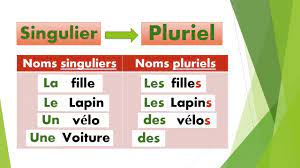 Singulier Pluriel
Noms singuliers Noms pluriels
La fille Les filles
Le Lapin Les Lapins
Un vélo des vélos
Une Voiture des